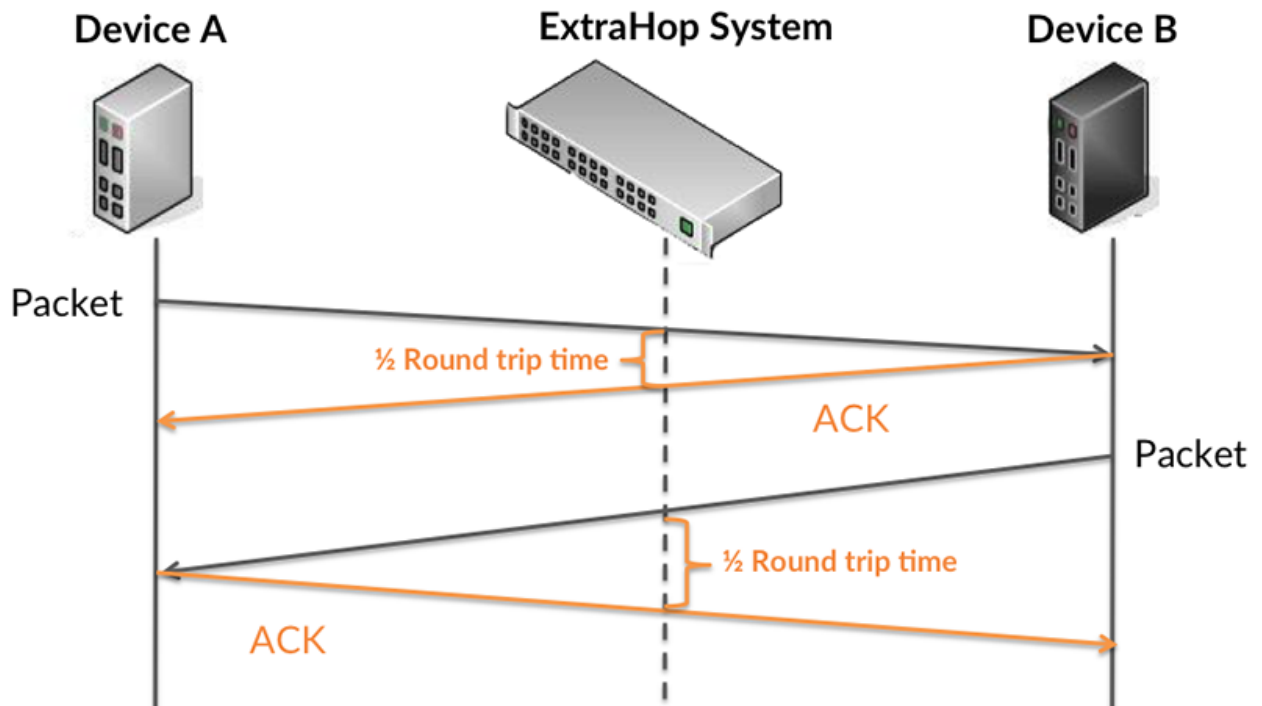 Device A
ExtraHop System
Device B
Packet
½ Round trip time
ACK
Packet
½ Round trip time
ACK